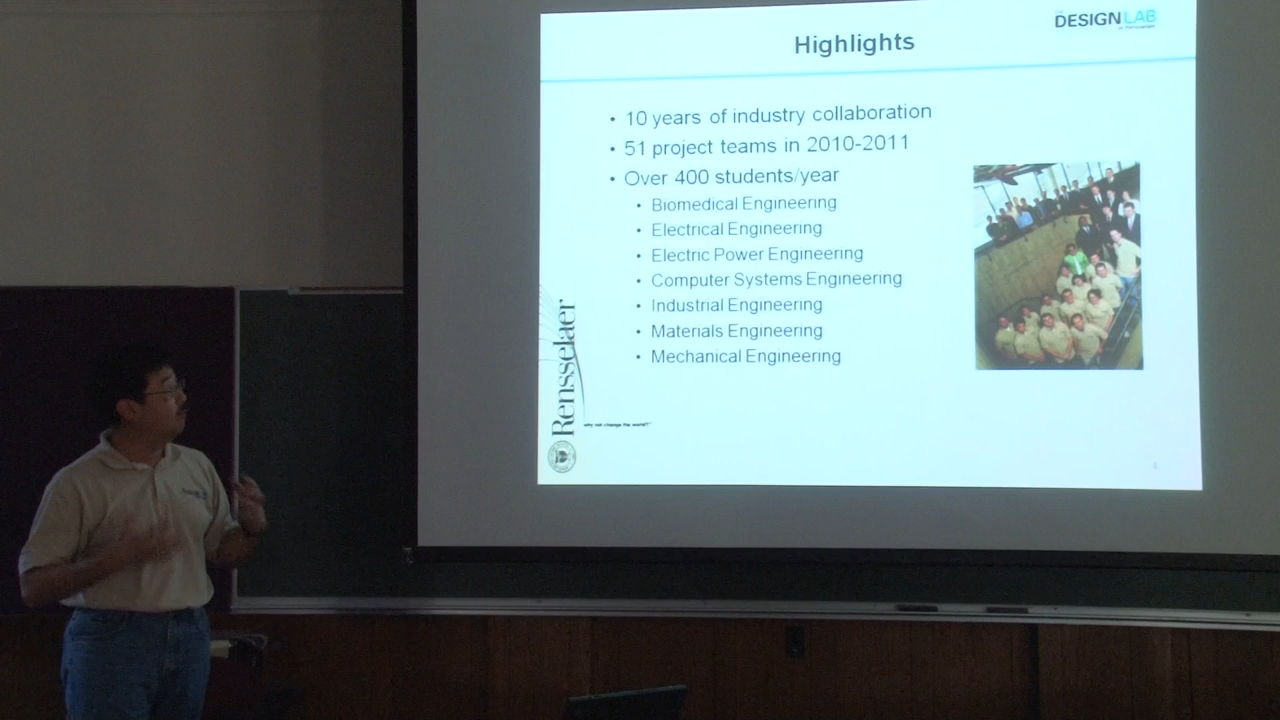 DESIGN LAB
Highlights
• 10 years of industry collaboration
• 51 project teams in 2010-2011
• Over 400 students/year
• Biomedical Engineering
• Electrical Engineering
• Electric Power Engineering
• Computer Systems Engineering
• Industrial Engineering
• Materials Engineering
• Mechanical Engineering
Rensselaer
why not change the world?™